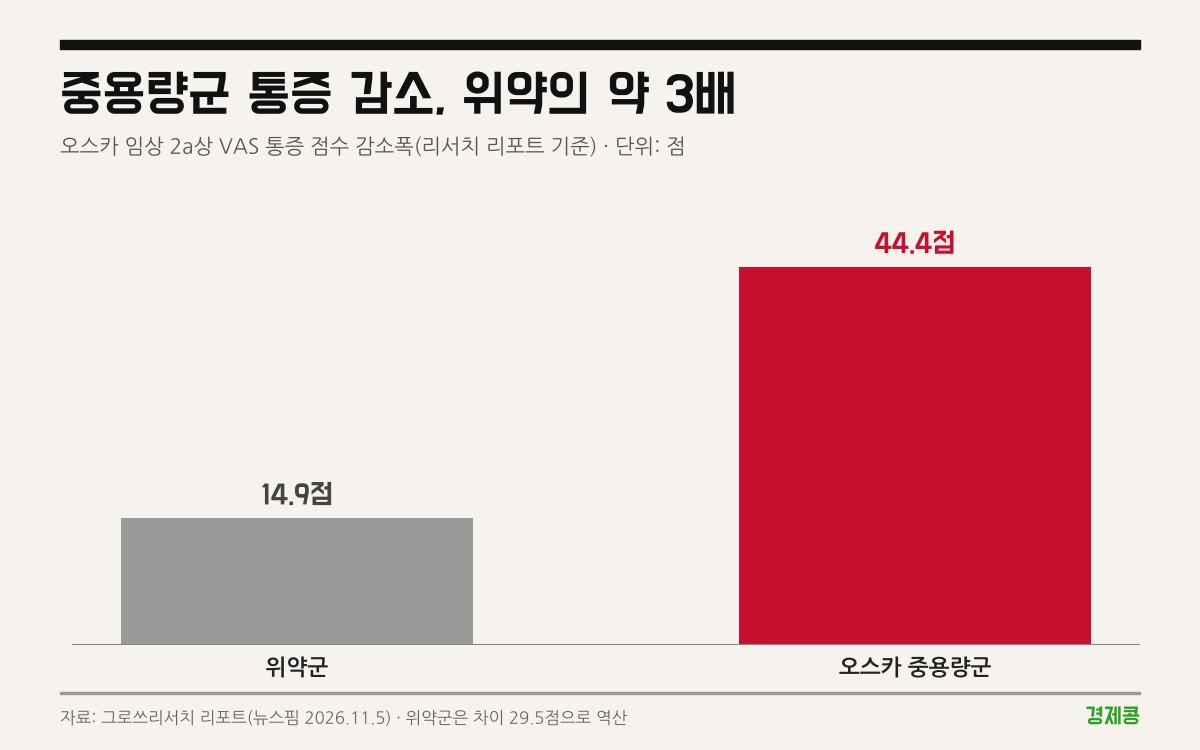 중용량군 통증 감소, 위약의 약 3배
오스카 임상 2a상 VAS 통증 점수 감소폭(리서치 리포트 기준) · 단위: 점
44.4점
14.9점
위약군
오스카 중용량군
자료: 그로쓰리서치 리포트(뉴스핌 2026.11.5) · 위약군은 차이 29.5점으로 역산
경제콩